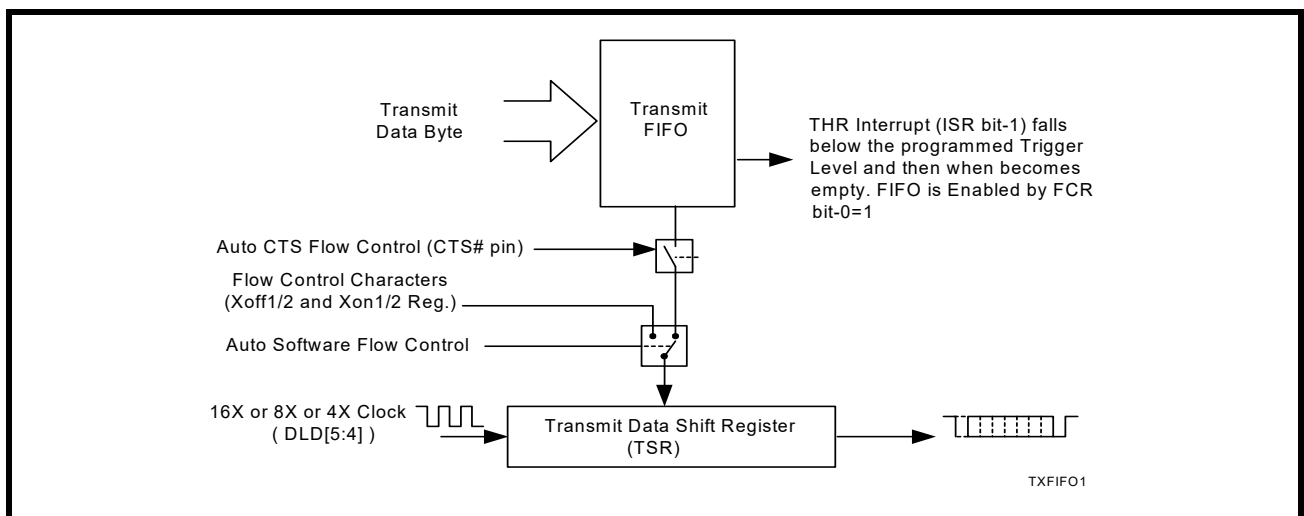 Transmit
Data Byte
Transmit
FIFO
THR Interrupt (ISR bit-1) falls
below the programmed Trigger
Level and then when becomes
empty. FIFO is Enabled by FCR
bit-0=1
Auto CTS Flow Control (CTS# pin)
Flow Control Characters
(Xoff1/2 and Xon1/2 Reg.)
Auto Software Flow Control
16X or 8X or 4X Clock
( DLD[5:4] )
Transmit Data Shift Register
(TSR)
TXFIFO1